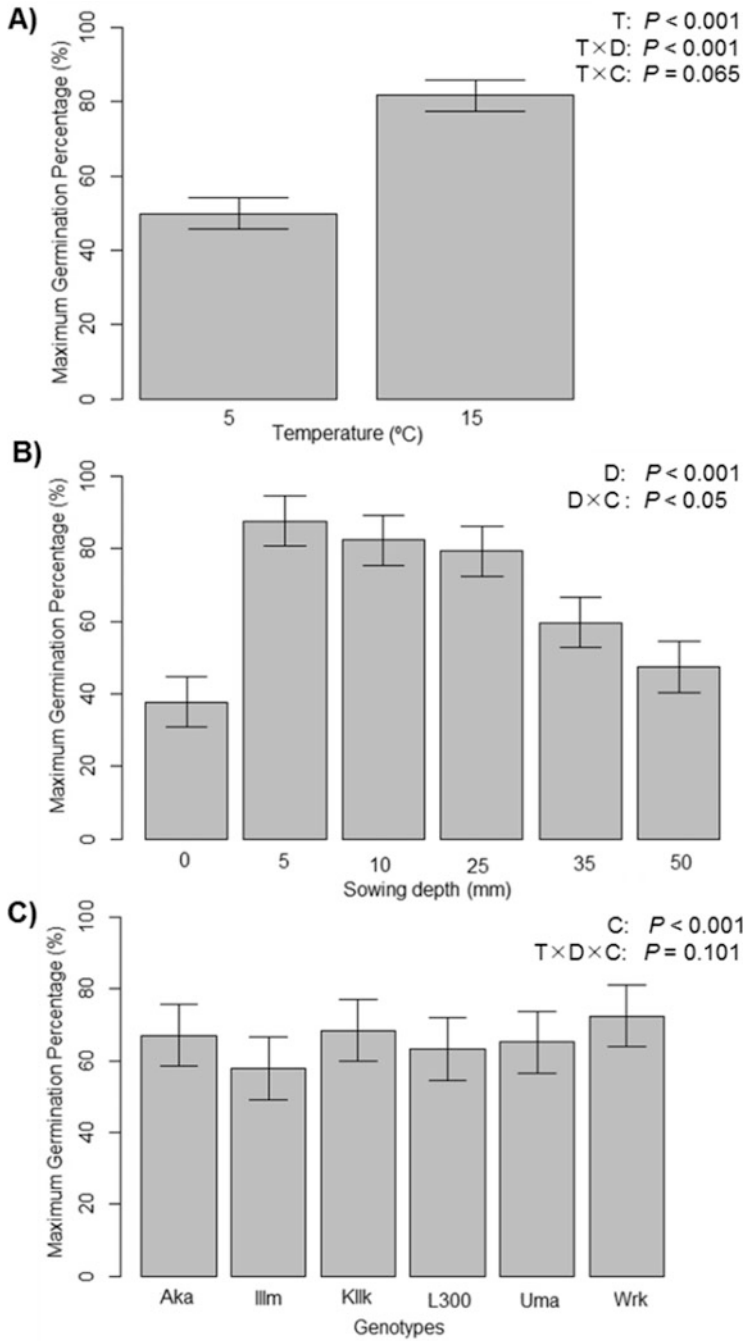 A)
T: P < 0.001
T×D: P < 0.001
T×C: P = 0.065
Maximum Germination Percentage (%)
100
80
60
40
20
0
5 15
Temperature (ºC)
B)
D: P < 0.001
D×C: P < 0.05
Maximum Germination Percentage (%)
100
80
60
40
20
0
0 5 10 25 35 50
Sowing depth (mm)
C)
C: P < 0.001
T×D×C: P = 0.101
Maximum Germination Percentage (%)
100
80
60
40
20
0
Aka Illm Kllk L300 Uma Wrk
Genotypes